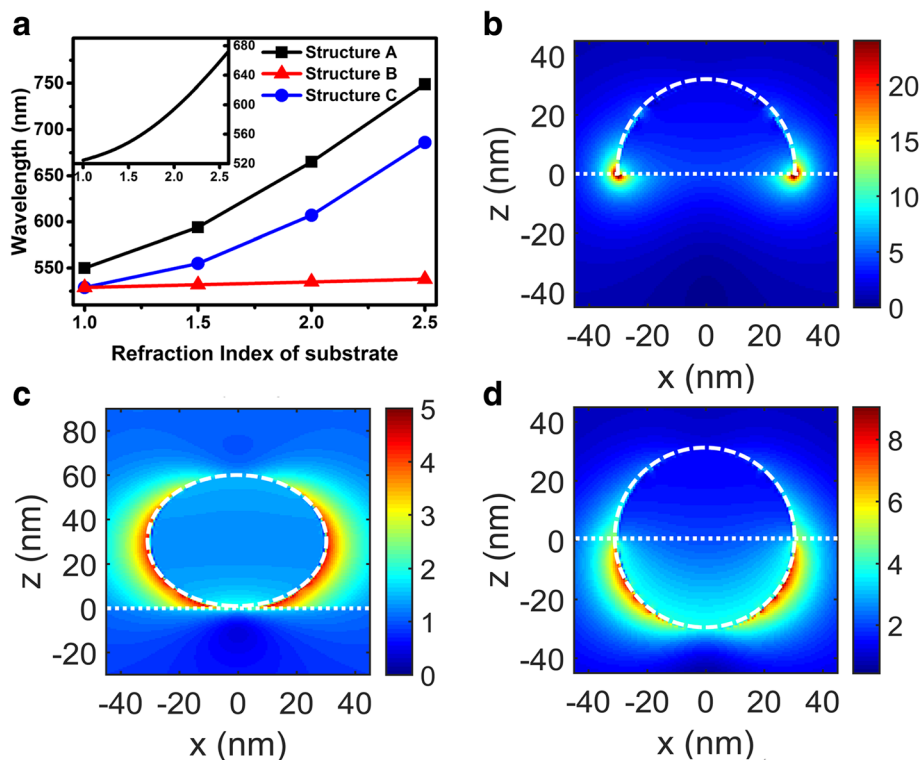 a
Wavelength (nm)
750
700
650
600
550
680
640
600
560
520
1.0 1.5 2.0 2.5
Structure A
Structure B
Structure C
1.0 1.5 2.0 2.5
Refraction Index of substrate
b
z (nm)
40
20
0
-20
-40
-40 -20 0 20 40
x (nm)
20
15
10
5
0
c
z (nm)
80
60
40
20
0
-20
-40 -20 0 20 40
x (nm)
5
4
3
2
1
0
d
z (nm)
40
20
0
-20
-40
-40 -20 0 20 40
x (nm)
8
6
4
2